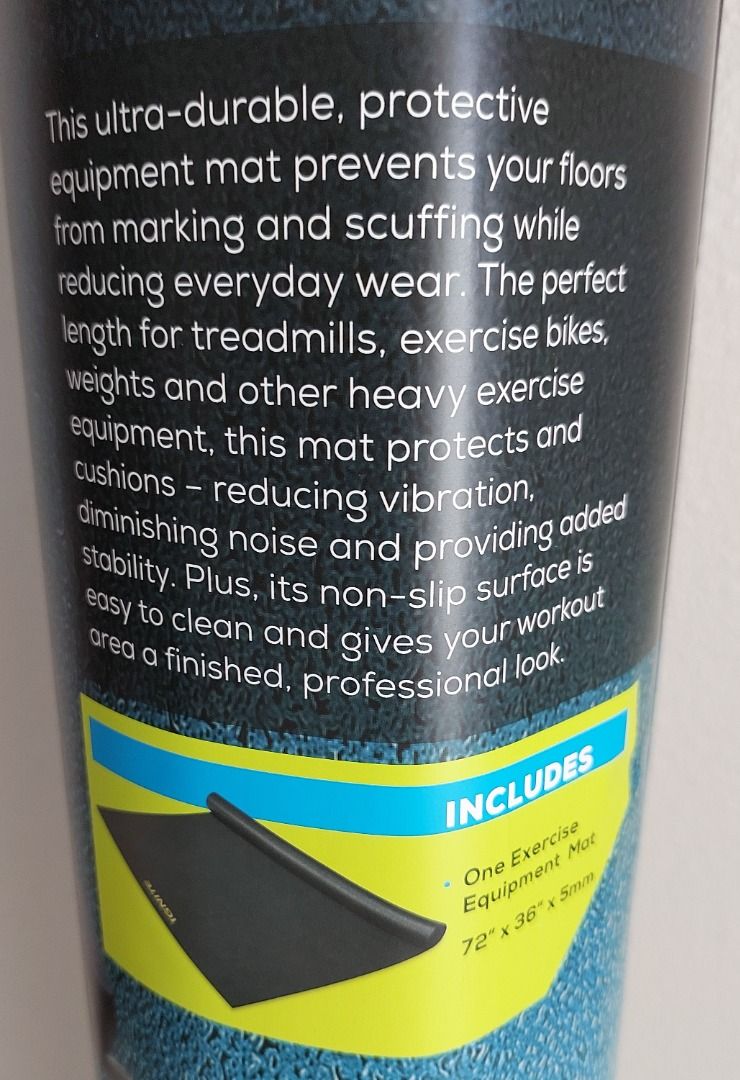 This ultra-durable, protective
equipment mat prevents your floors
from marking and scuffing while
reducing everyday wear. The perfect
length for treadmills, exercise bikes,
weights and other heavy exercise
equipment, this mat protects and
cushions – reducing vibration,
diminishing noise and providing added
stability. Plus, its non-slip surface is
easy to clean and gives your workout
area a finished, professional look.
INCLUDES
• One Exercise
Equipment Mat
72" x 36" x 5mm
IGNITE